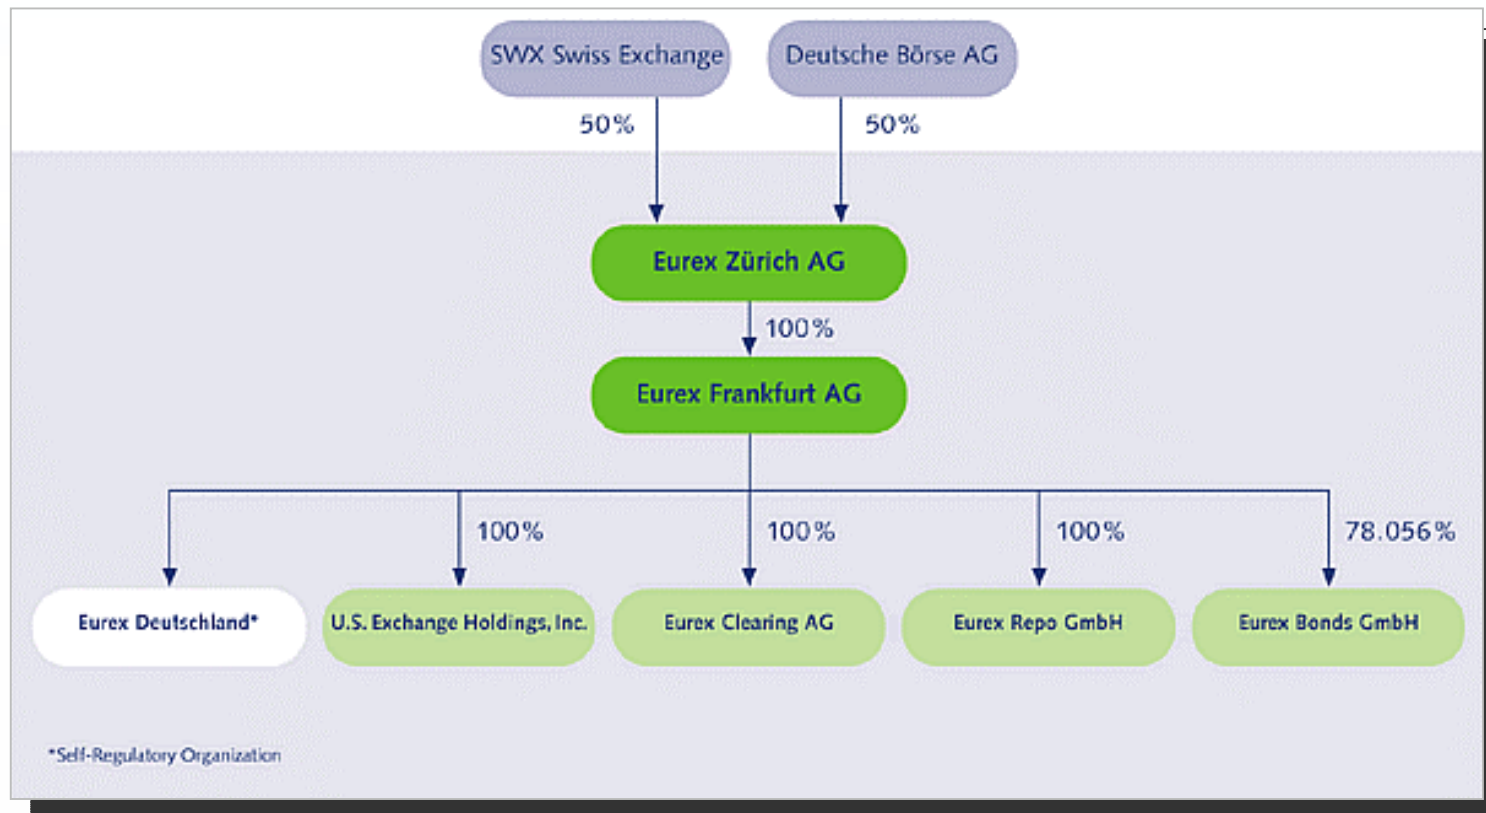 SWX Swiss Exchange
Deutsche Börse AG
50%
50%
Eurex Zürich AG
100%
Eurex Frankfurt AG
100%
100%
100%
78.056%
Eurex Deutschland*
U.S. Exchange Holdings, Inc.
Eurex Clearing AG
Eurex Repo GmbH
Eurex Bonds GmbH
*Self-Regulatory Organization